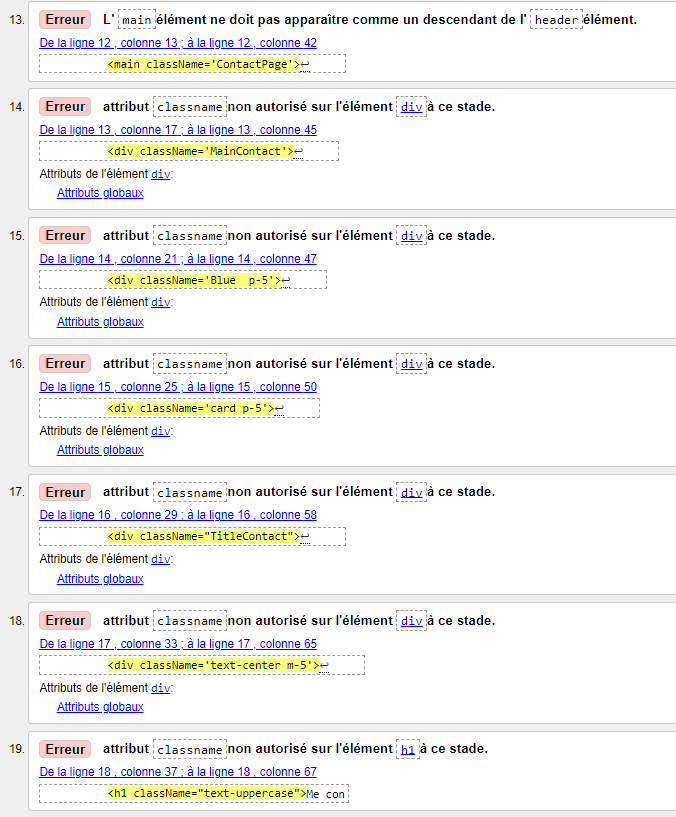 13. Erreur L' main élément ne doit pas apparaître comme un descendant de l' header élément.
De la ligne 12 , colonne 13 ; à la ligne 12 , colonne 42
<main className='ContactPage'>↩
14. Erreur attribut classname non autorisé sur l'élément div à ce stade.
De la ligne 13 , colonne 17 ; à la ligne 13 , colonne 45
<div className='MainContact'>↩
Attributs de l'élément div:
Attributs globaux
15. Erreur attribut classname non autorisé sur l'élément div à ce stade.
De la ligne 14 , colonne 21 ; à la ligne 14 , colonne 47
<div className='Blue  p-5'>↩
Attributs de l'élément div:
Attributs globaux
16. Erreur attribut classname non autorisé sur l'élément div à ce stade.
De la ligne 15 , colonne 25 ; à la ligne 15 , colonne 50
<div className='card p-5'>↩
Attributs de l'élément div:
Attributs globaux
17. Erreur attribut classname non autorisé sur l'élément div à ce stade.
De la ligne 16 , colonne 29 ; à la ligne 16 , colonne 58
<div className="TitleContact">↩
Attributs de l'élément div:
Attributs globaux
18. Erreur attribut classname non autorisé sur l'élément div à ce stade.
De la ligne 17 , colonne 33 ; à la ligne 17 , colonne 65
<div className='text-center m-5'>↩
Attributs de l'élément div:
Attributs globaux
19. Erreur attribut classname non autorisé sur l'élément h1 à ce stade.
De la ligne 18 , colonne 37 ; à la ligne 18 , colonne 67
<h1 className="text-uppercase">Me con